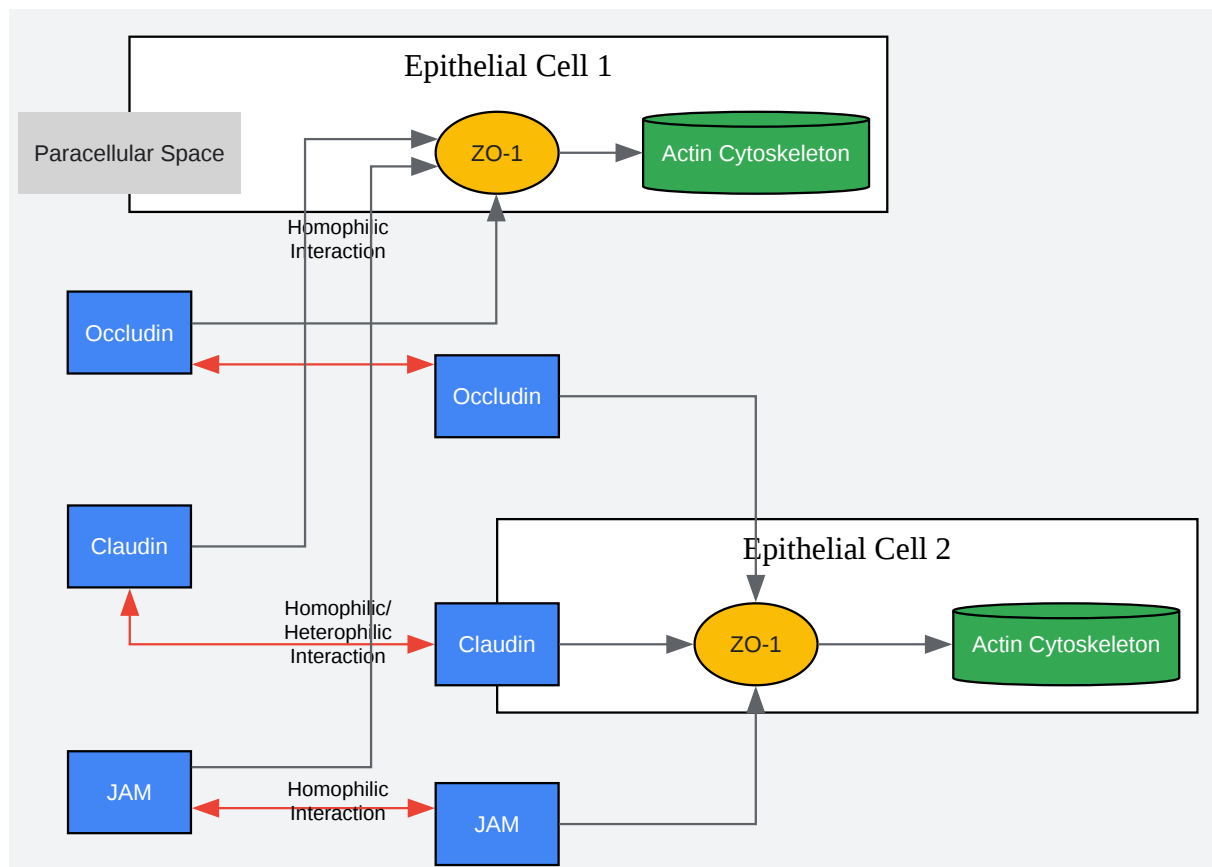 Epithelial Cell 1
Paracellular Space
ZO-1
Actin Cytoskeleton
Homophilic
Interaction
Occludin
Occludin
Claudin
Epithelial Cell 2
Homophilic/
Heterophilic
Interaction
Claudin
ZO-1
Actin Cytoskeleton
JAM
Homophilic
Interaction
JAM